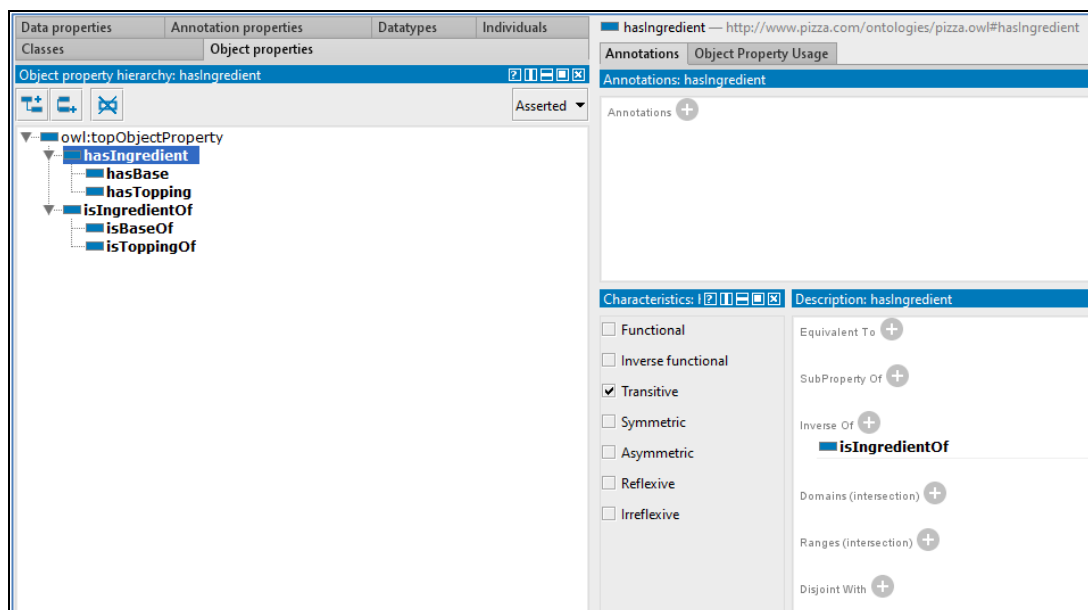 Data properties
Annotation properties
Datatypes
Individuals
Classes
Object properties
Object property hierarchy: hasIngredient
Asserted
owl:topObjectProperty
hasIngredient
hasBase
hasTopping
isIngredientOf
isBaseOf
isToppingOf
hasIngredient — http://www.pizza.com/ontologies/pizza.owl#hasIngredient
Annotations
Object Property Usage
Annotations: hasIngredient
Annotations
Characteristics: l
Functional
Inverse functional
Transitive
Symmetric
Asymmetric
Reflexive
Irreflexive
Description: hasIngredient
Equivalent To
SubProperty Of
Inverse Of
isIngredientOf
Domains (intersection)
Ranges (intersection)
Disjoint With